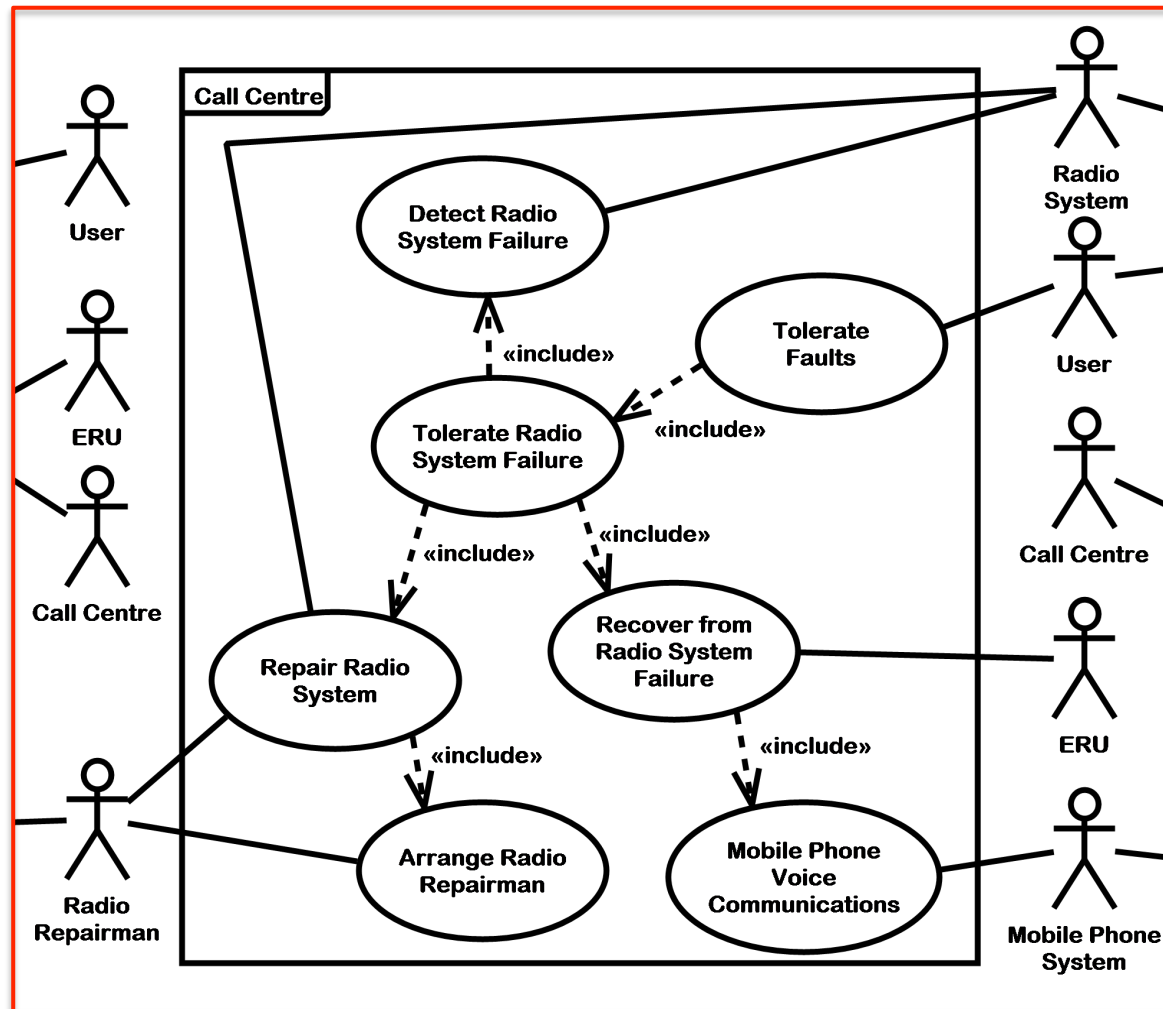 Call Centre
User
ERU
Call Centre
Radio
Repairman
Detect Radio
System Failure
«include»
Tolerate
Faults
«include»
Tolerate Radio
System Failure
«include»
«include»
Repair Radio
System
Recover from
Radio System
Failure
«include»
«include»
Arrange Radio
Repairman
Mobile Phone
Voice
Communications
Radio
System
User
Call Centre
ERU
Mobile Phone
System